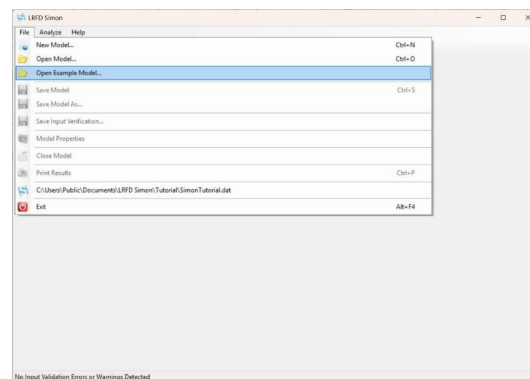 LRFD Simon
File Analyze Help
New Model... Ctrl+N
Open Model... Ctrl+O
Open Example Model...
Save Model Ctrl+S
Save Model As...
Save Input Verification...
Model Properties
Close Model
Print Results Ctrl+P
C:\Users\Public\Documents\LRFD Simon\Tutorial\SimonTutorial.dat
Exit Alt+F4
No Input Validation Errors or Warnings Detected